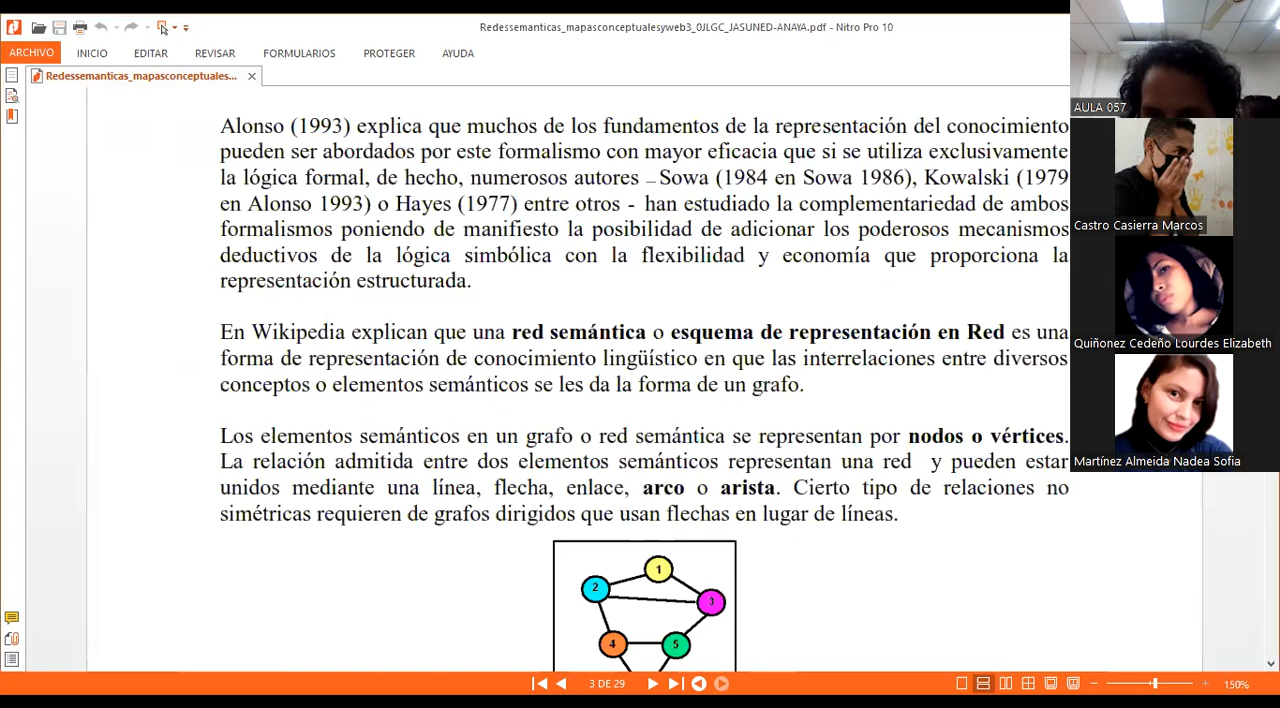 Redessemanticas_mapasconceptualesyweb3_0JLGC_JASUNED-ANAYA.pdf - Nitro Pro 10
ARCHIVO INICIO EDITAR REVISAR FORMULARIOS PROTEGER AYUDA
Redessemanticas_mapasconceptuales...
Alonso (1993) explica que muchos de los fundamentos de la representación del conocimiento
pueden ser abordados por este formalismo con mayor eficacia que si se utiliza exclusivamente
la lógica formal, de hecho, numerosos autores –Sowa (1984 en Sowa 1986), Kowalski (1979
en Alonso 1993) o Hayes (1977) entre otros - han estudiado la complementariedad de ambos
formalismos poniendo de manifiesto la posibilidad de adicionar los poderosos mecanismos
deductivos de la lógica simbólica con la flexibilidad y economía que proporciona la
representación estructurada.
En Wikipedia explican que una red semántica o esquema de representación en Red es una
forma de representación de conocimiento lingüístico en que las interrelaciones entre diversos
conceptos o elementos semánticos se les da la forma de un grafo.
Los elementos semánticos en un grafo o red semántica se representan por nodos o vértices.
La relación admitida entre dos elementos semánticos representan una red y pueden estar
unidos mediante una línea, flecha, enlace, arco o arista. Cierto tipo de relaciones no
simétricas requieren de grafos dirigidos que usan flechas en lugar de líneas.
1
2
3
4
5
3 DE 29
150%
AULA 057
Castro Casierra Marcos
Quiñonez Cedeño Lourdes Elizabeth
Martínez Almeida Nadea Sofia